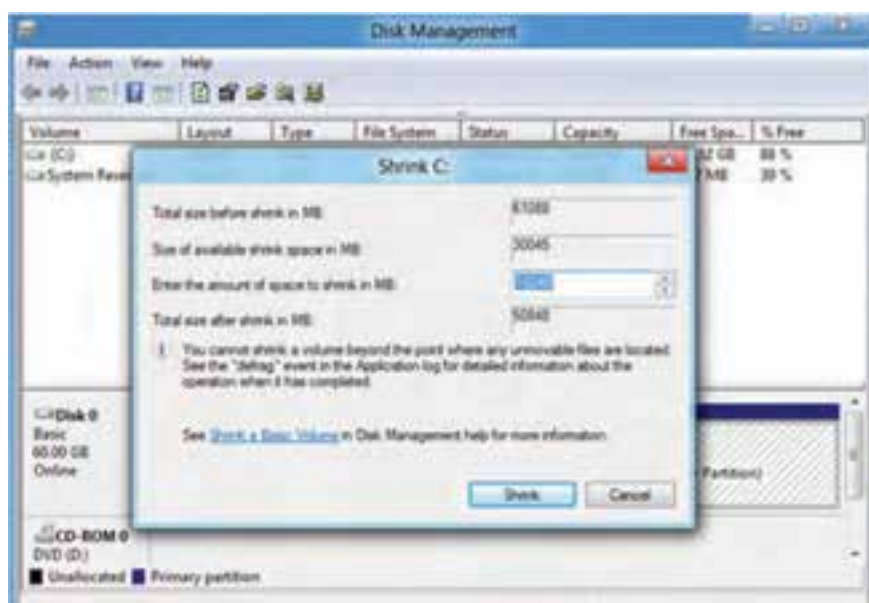 Disk Management
File Action View Help
Volume Layout Type File System Status Capacity Free Spa... % Free
(C:) GB 88 %
System Reser MB 39 %
Shrink C:
Total size before shrink in MB:
Size of available shrink space in MB: 30045
Enter the amount of space to shrink in MB:
Total size after shrink in MB: 50848
You cannot shrink a volume beyond the point where any unmovable files are located.
See the "defrag" event in the Application log for detailed information about the
operation when it has completed.
See Shrink a Basic Volume in Disk Management help for more information
Shrink Cancel
Disk 0
Basic
60.00 GB
Online
Partition)
CD-ROM 0
DVD (D:)
Unallocated Primary partition